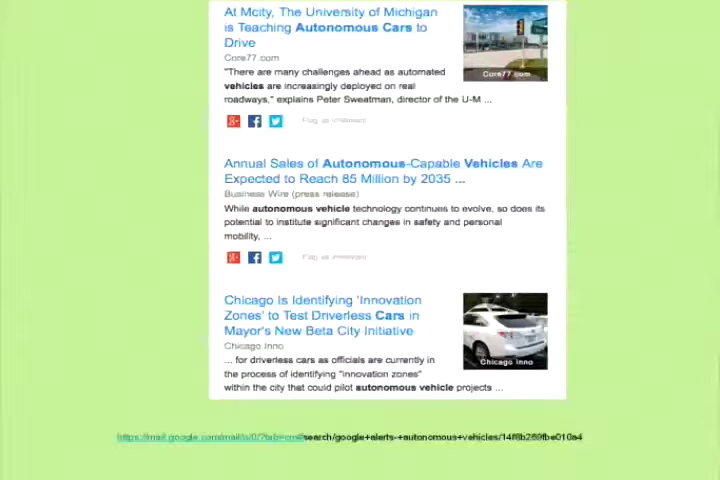 At Mcity, The University of Michigan
is Teaching Autonomous Cars to
Drive
Core77.com
"There are many challenges ahead as automated
vehicles are increasingly deployed on real
roadways," explains Peter Sweatman, director of the U-M ...
Core77.com
Flag as irrelevant
Annual Sales of Autonomous-Capable Vehicles Are
Expected to Reach 85 Million by 2035 ...
Business Wire (press release)
While autonomous vehicle technology continues to evolve, so does its
potential to institute significant changes in safety and personal
mobility, ...
Flag as irrelevant
Chicago Is Identifying 'Innovation
Zones' to Test Driverless Cars in
Mayor's New Beta City Initiative
Chicago Inno
... for driverless cars as officials are currently in
the process of identifying "innovation zones"
within the city that could pilot autonomous vehicle projects ...
Chicago Inno